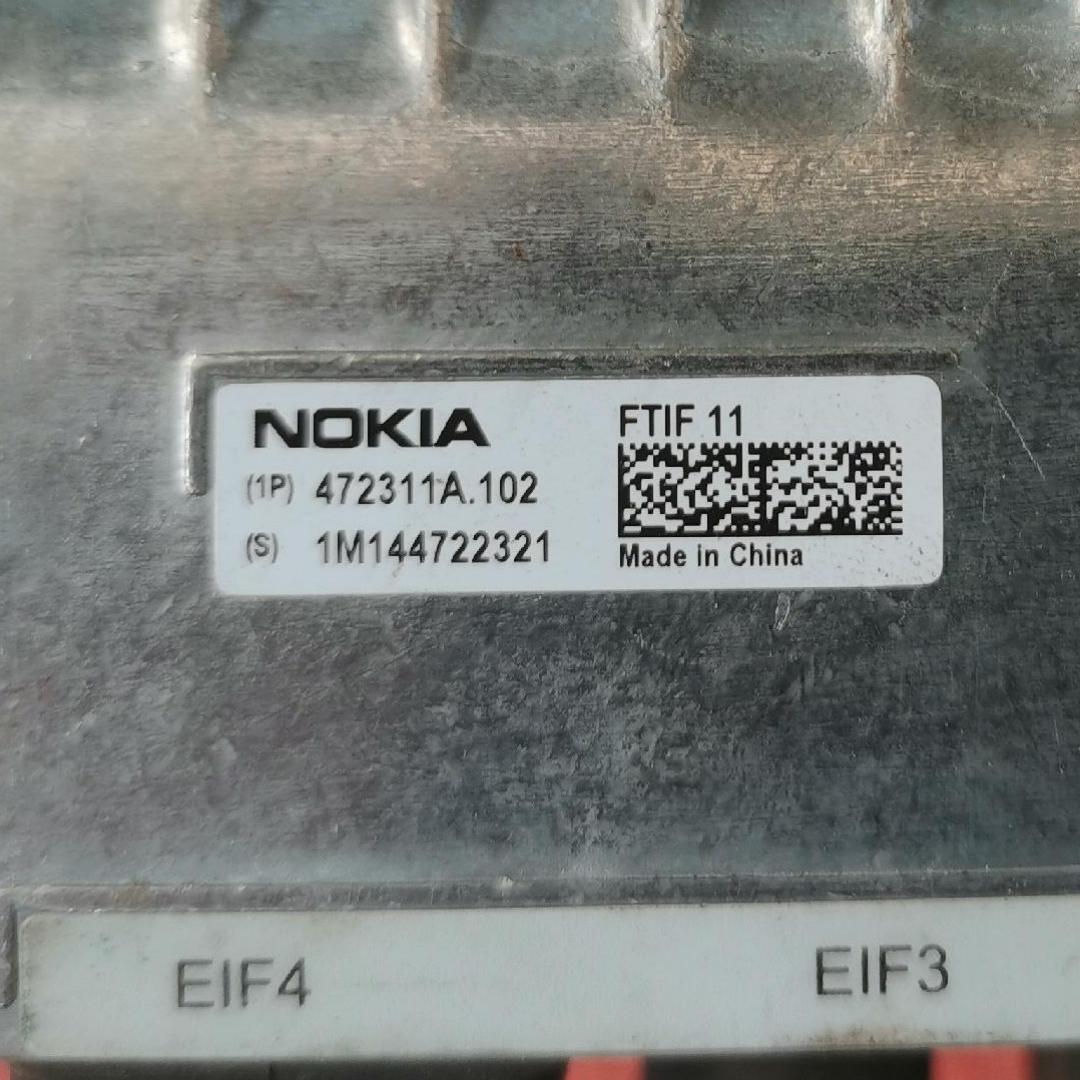 NOKIA
FTIF 11
(1P) 472311A.102
(S) 1M144722321
Made in China
EIF4
EIF3